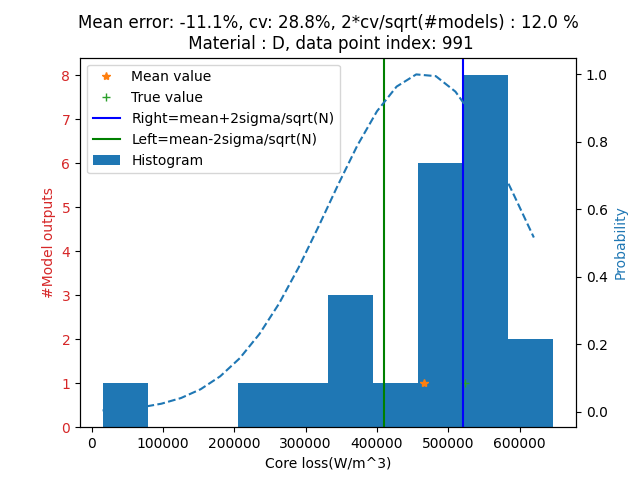 Mean error: -11.1%, cv: 28.8%, 2*cv/sqrt(#models) : 12.0 %
Material : D, data point index: 991
Mean value
True value
Right=mean+2sigma/sqrt(N)
Left=mean-2sigma/sqrt(N)
Histogram
#Model outputs
8
7
6
5
4
3
2
1
0
1.0
0.8
0.6
0.4
0.2
0.0
Probability
0
100000
200000
300000
400000
500000
600000
Core loss(W/m^3)